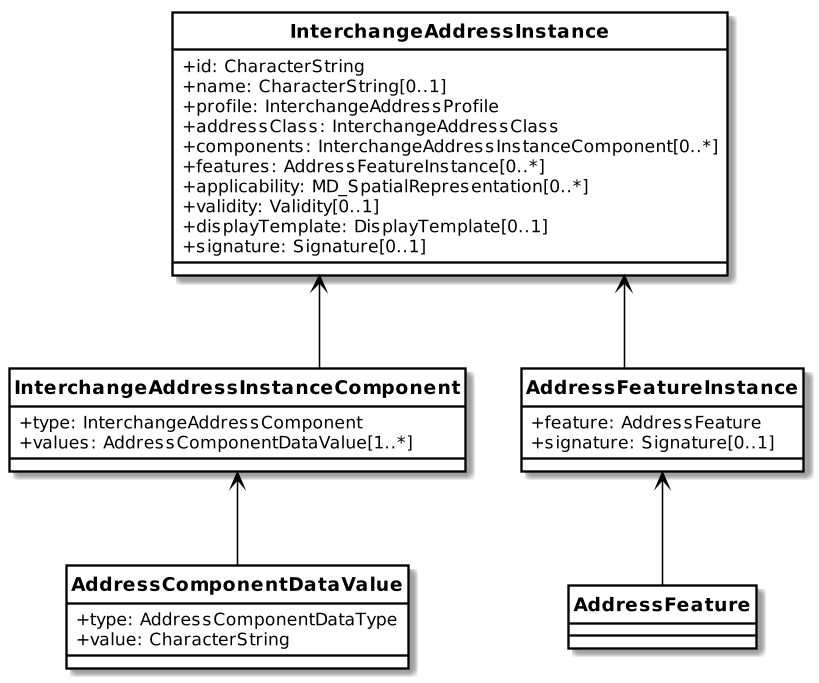 InterchangeAddressInstance
+id: CharacterString
+name: CharacterString[0..1]
+profile: InterchangeAddressProfile
+addressClass: InterchangeAddressClass
+components: InterchangeAddressInstanceComponent[0..*]
+features: AddressFeatureInstance[0..*]
+applicability: MD_SpatialRepresentation[0..*]
+validity: Validity[0..1]
+displayTemplate: DisplayTemplate[0..1]
+signature: Signature[0..1]
InterchangeAddressInstanceComponent
+type: InterchangeAddressComponent
+values: AddressComponentDataValue[1..*]
AddressFeatureInstance
+feature: AddressFeature
+signature: Signature[0..1]
AddressComponentDataValue
+type: AddressComponentDataType
+value: CharacterString
AddressFeature